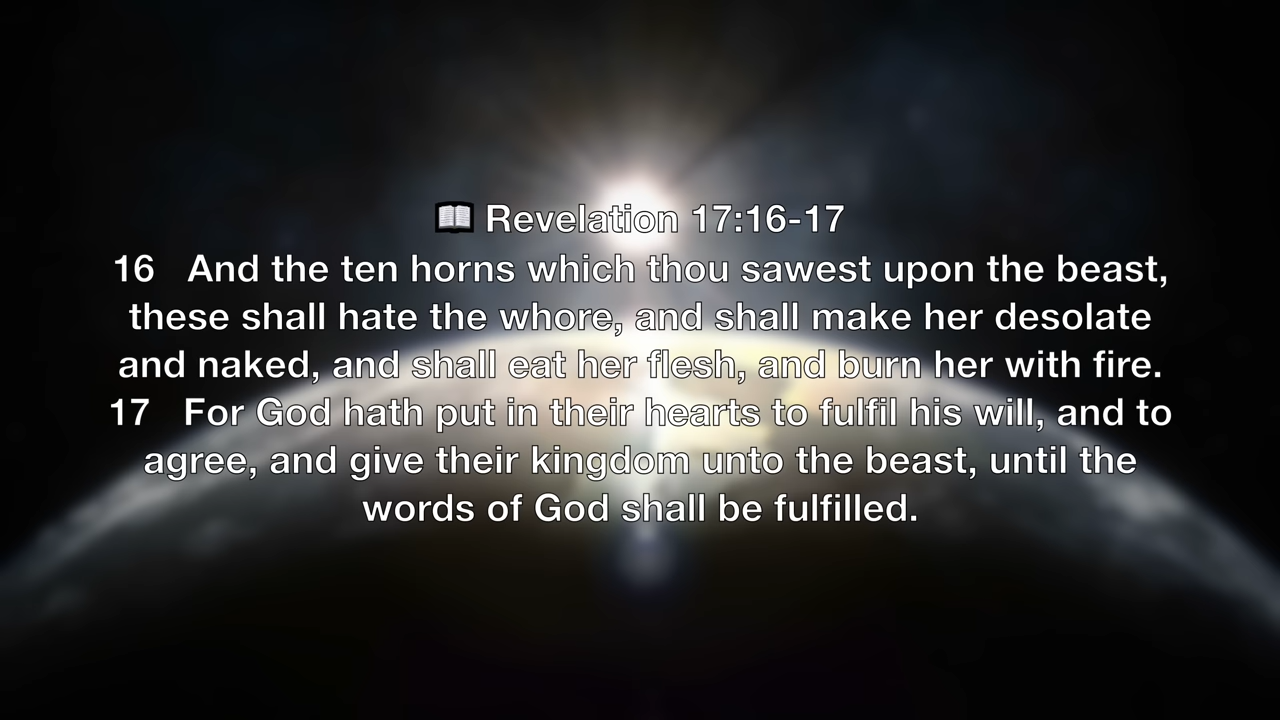 📖 Revelation 17:16-17
16 And the ten horns which thou sawest upon the beast,
these shall hate the whore, and shall make her desolate
and naked, and shall eat her flesh, and burn her with fire.
17 For God hath put in their hearts to fulfil his will, and to
agree, and give their kingdom unto the beast, until the
words of God shall be fulfilled.